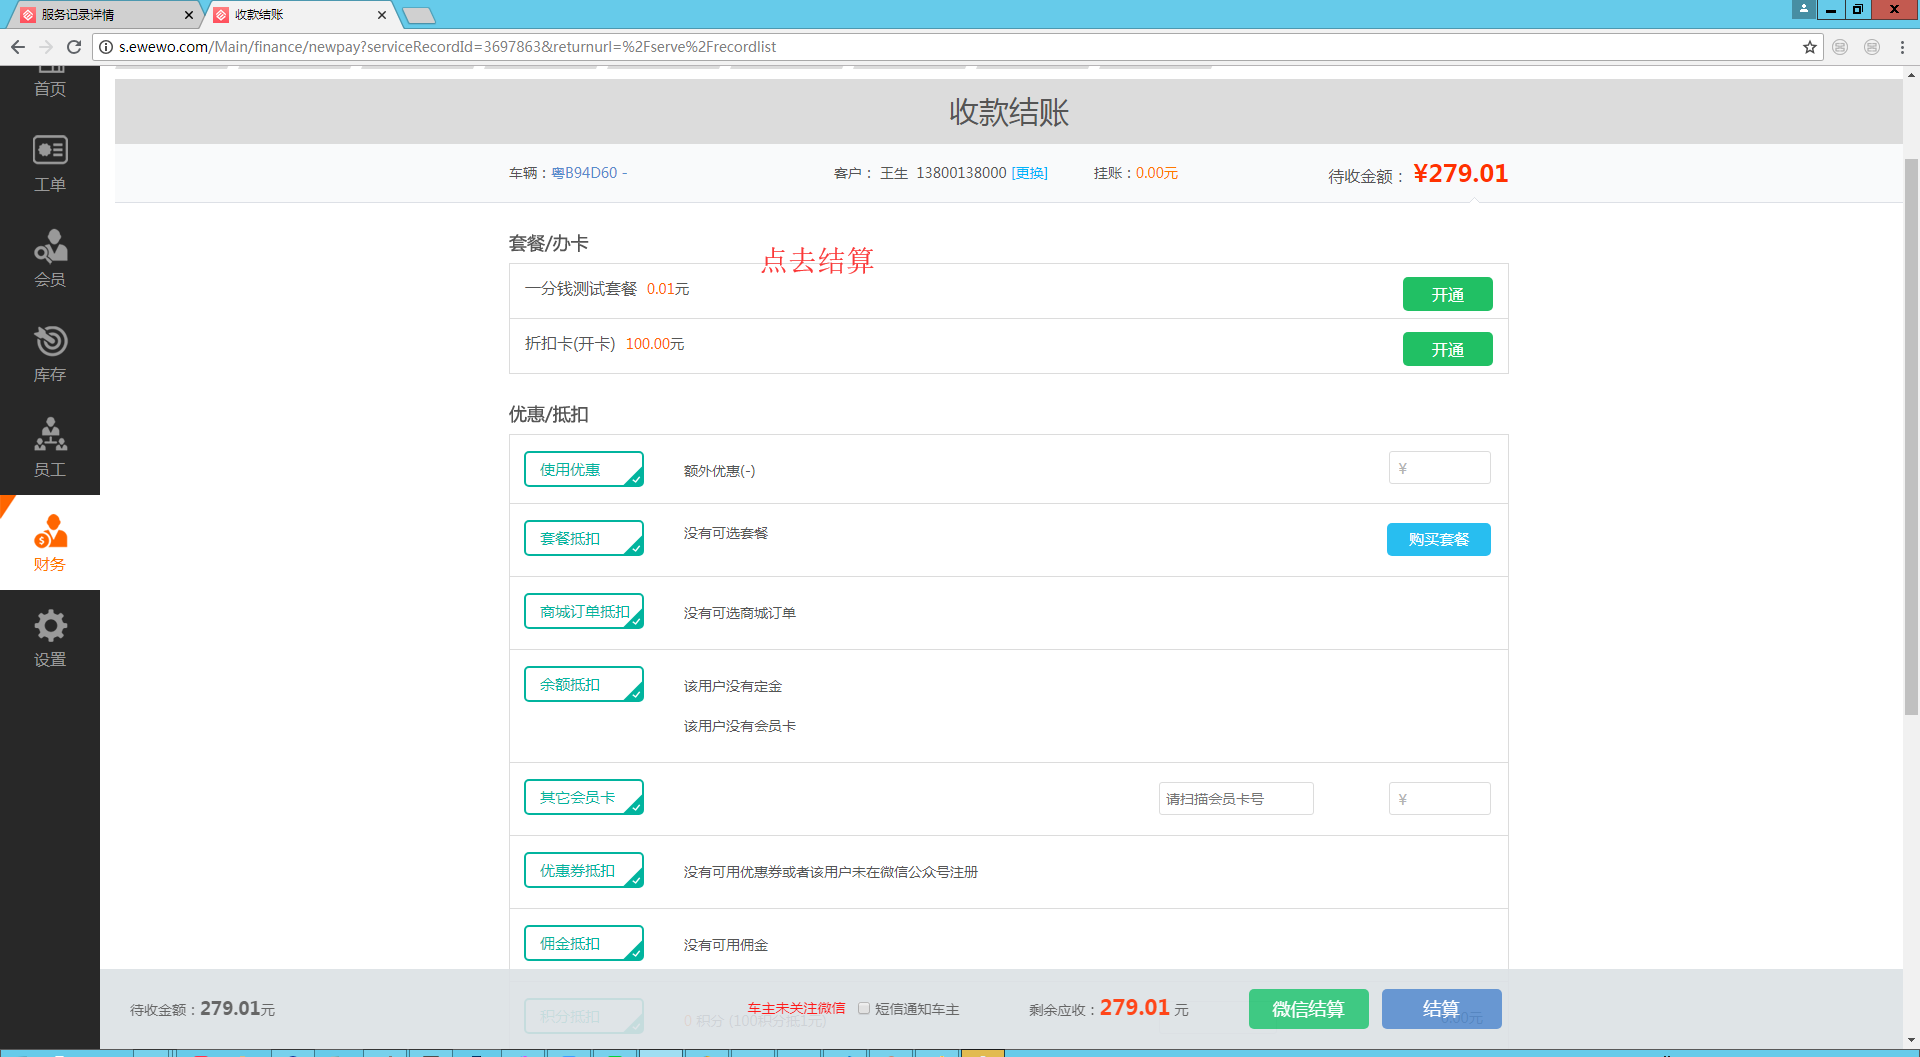 服务记录详情
收款结账
s.ewewo.com/Main/finance/newpay?serviceRecordId=3697863&returnurl=%2Fserve%2Frecordlist
首页
工单
会员
库存
员工
财务
设置
收款结账
车辆：粤B94D60 -
客户： 王生 13800138000 [更换]
挂账：0.00元
待收金额： ¥279.01
套餐/办卡
点去结算
一分钱测试套餐 0.01元
开通
折扣卡(开卡) 100.00元
开通
优惠/抵扣
使用优惠
额外优惠(-)
¥
套餐抵扣
没有可选套餐
购买套餐
商城订单抵扣
没有可选商城订单
余额抵扣
该用户没有定金
该用户没有会员卡
其它会员卡
请扫描会员卡号
¥
优惠券抵扣
没有可用优惠券或者该用户未在微信公众号注册
佣金抵扣
没有可用佣金
积分抵扣
0 积分 (100积分抵1元)
待收金额：279.01元
车主未关注微信
短信通知车主
剩余应收：279.01 元
微信结算
结算